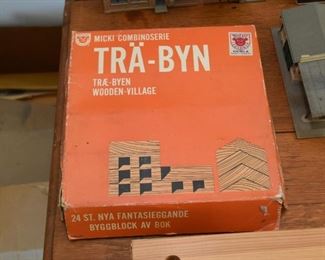 MICKI COMBINOSERIE
TRÄ-BYN
TRÆ-BYEN
WOODEN-VILLAGE
24 ST. NYA FANTASIEGGANDE
BYGGBLOCK AV BOK